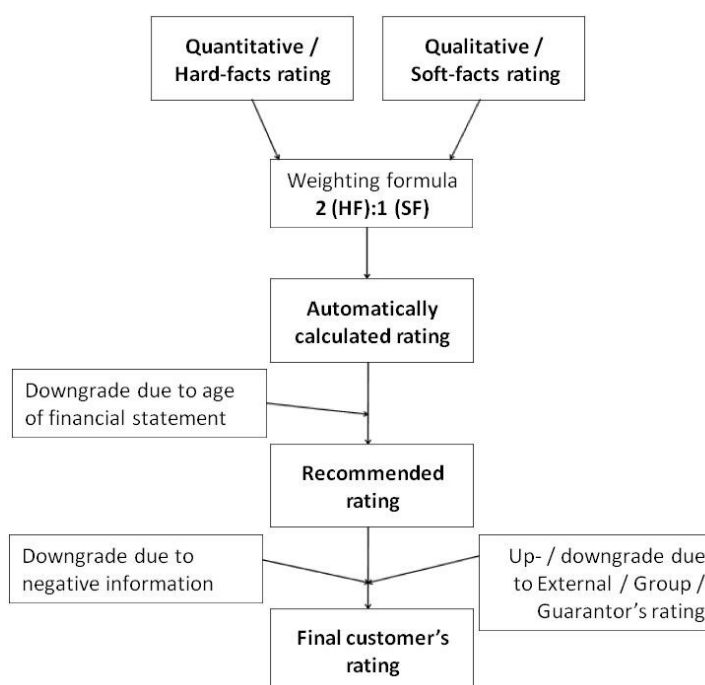 Quantitative /
Hard-facts rating
Qualitative /
Soft-facts rating
Weighting formula
2 (HF):1 (SF)
Automatically
calculated rating
Downgrade due to age
of financial statement
Recommended
rating
Downgrade due to
negative information
Up- / downgrade due
to External / Group /
Guarantor’s rating
Final customer’s
rating